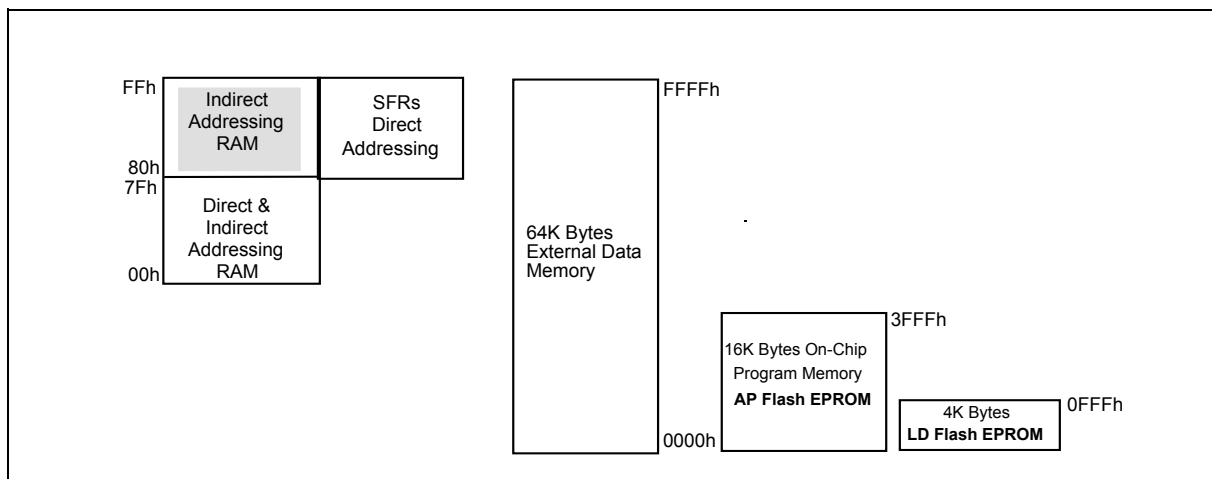 FFh
Indirect
Addressing
RAM
80h
SFRs
Direct
Addressing
7Fh
Direct &
Indirect
Addressing
RAM
00h
FFFFh
64K Bytes
External Data
Memory
0000h
3FFFh
16K Bytes On-Chip
Program Memory
AP Flash EPROM
0FFFh
4K Bytes
LD Flash EPROM